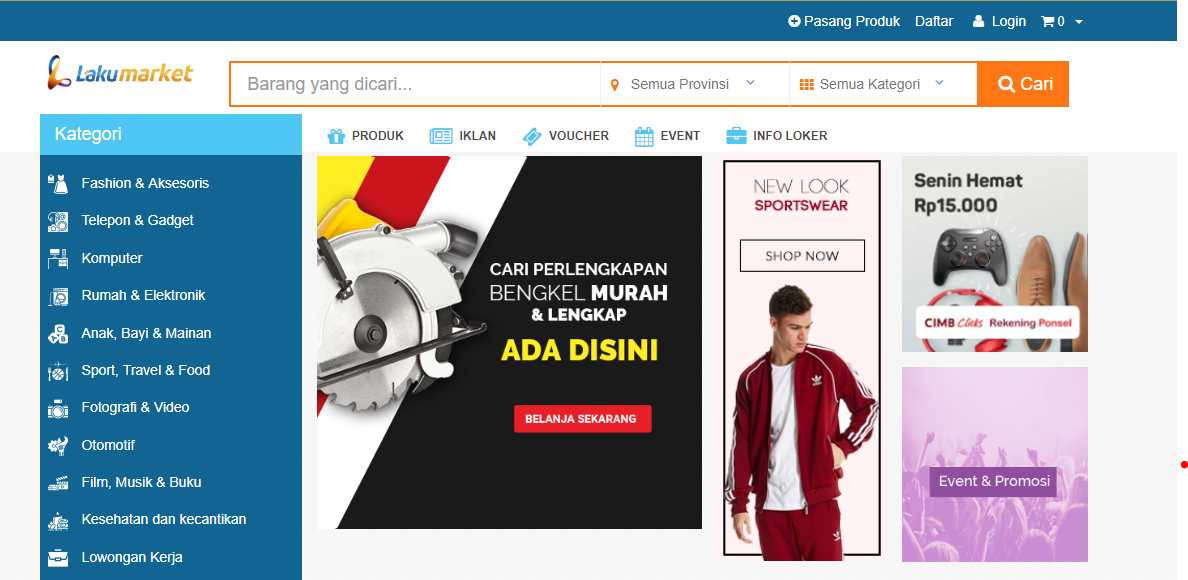 Pasang Produk Daftar Login 0
Lakumarket
Barang yang dicari... Semua Provinsi Semua Kategori Cari
Kategori
PRODUK IKLAN VOUCHER EVENT INFO LOKER
Fashion & Aksesoris
Telepon & Gadget
Komputer
Rumah & Elektronik
Anak, Bayi & Mainan
Sport, Travel & Food
Fotografi & Video
Otomotif
Film, Musik & Buku
Kesehatan dan kecantikan
Lowongan Kerja
CARI PERLENGKAPAN
BENGKEL MURAH
& LENGKAP
ADA DISINI
BELANJA SEKARANG
NEW LOOK
SPORTSWEAR
SHOP NOW
Senin Hemat
Rp15.000
CIMB Clicks Rekening Ponsel
Event & Promosi